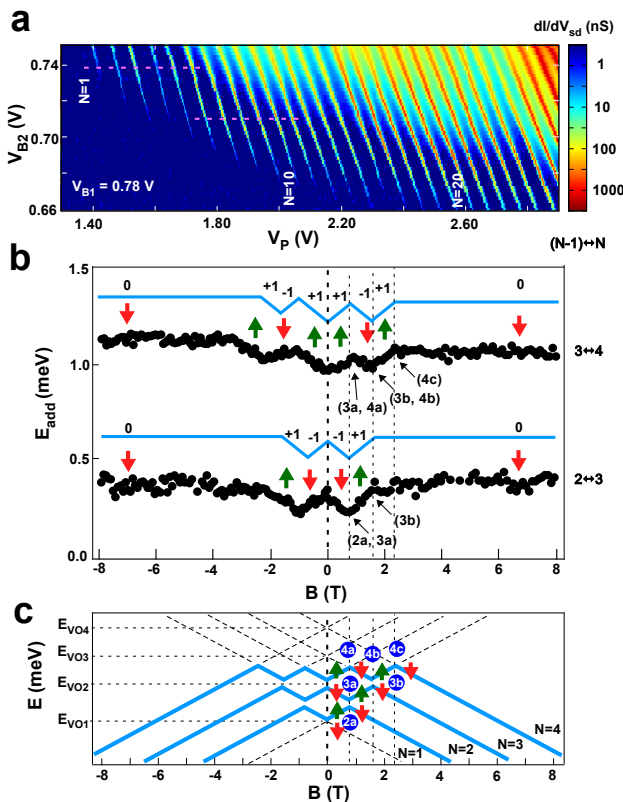 a
dI/dVsd (nS)
VB2 (V)
0.74
0.70
0.66
N=1
N=10
N=20
VB1 = 0.78 V
1.40
1.80
2.20
2.60
VP (V)
1
10
100
1000
(N-1)↔N
b
Eadd (meV)
1.5
1.0
0.5
0.0
0
+1
-1
+1
+1
-1
+1
0
3↔4
(3a, 4a)
(3b, 4b)
(4c)
0
+1
-1
-1
+1
0
2↔3
(2a, 3a)
(3b)
-8
-6
-4
-2
0
2
4
6
8
B (T)
c
E (meV)
EVO4
EVO3
EVO2
EVO1
4a
4b
4c
3a
3b
2a
N=1
N=2
N=3
N=4
8
-6
-4
-2
0
2
4
6
8
B (T)